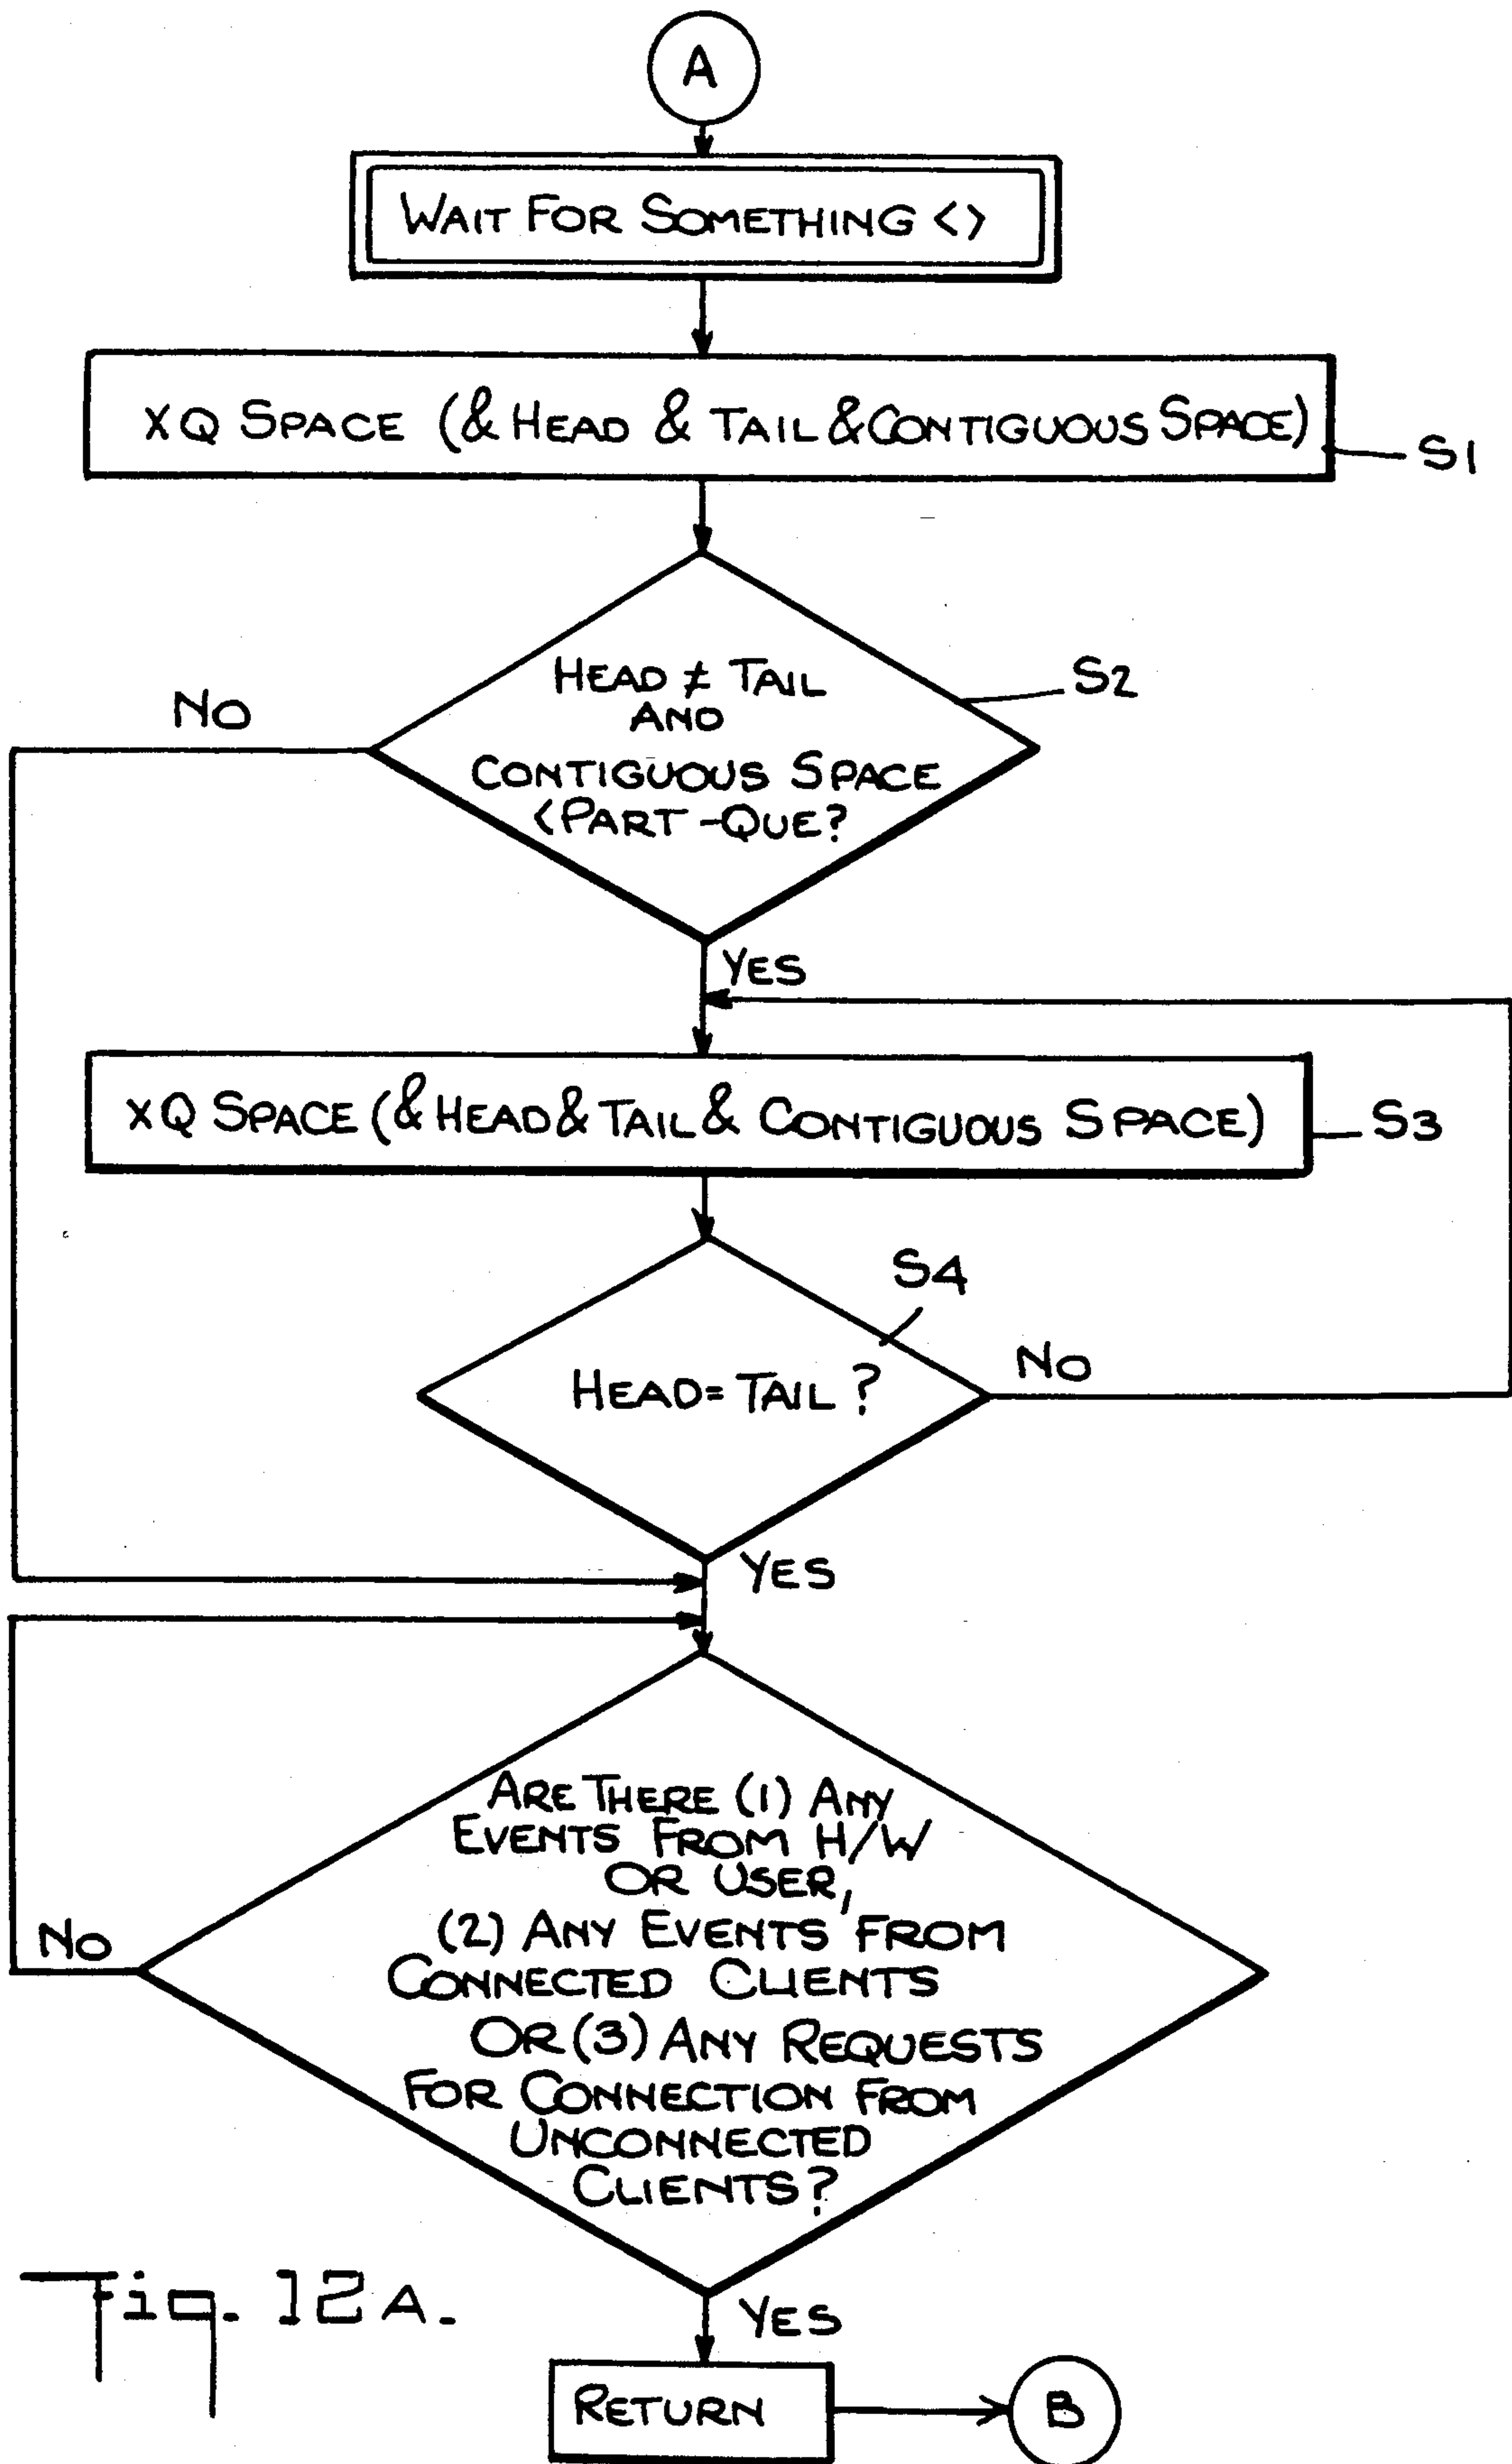 A
WAIT FOR SOMETHING <>
XQ SPACE (& HEAD & TAIL & CONTIGUOUS SPACE)
S1
HEAD ≠ TAIL
AND
CONTIGUOUS SPACE
<PART-QUE?
S2
NO
YES
XQ SPACE (& HEAD & TAIL & CONTIGUOUS SPACE)
S3
S4
HEAD = TAIL ?
NO
YES
ARE THERE (1) ANY
EVENTS FROM H/W
OR USER,
(2) ANY EVENTS FROM
CONNECTED CLIENTS
OR (3) ANY REQUESTS
FOR CONNECTION FROM
UNCONNECTED
CLIENTS?
NO
YES
RETURN
B
Fig. 12A.